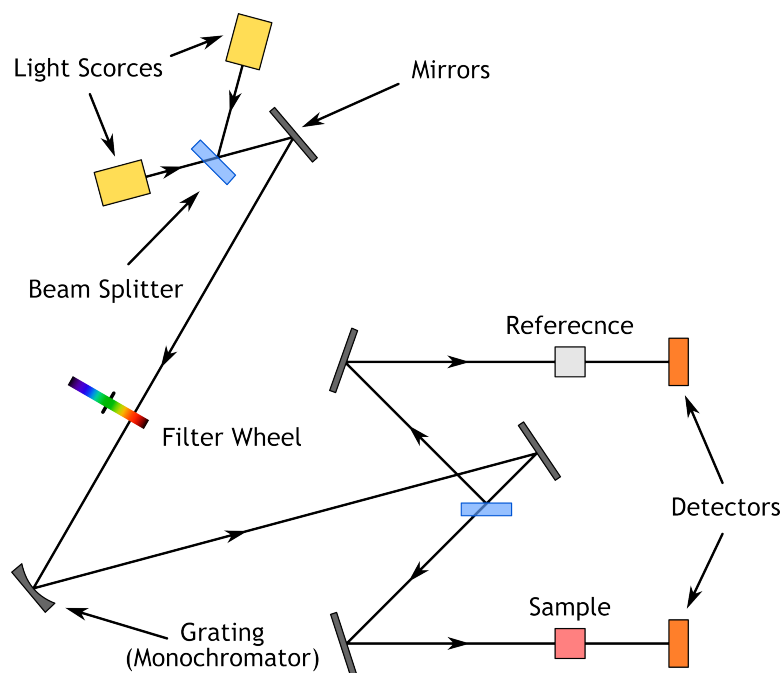 Light Scorces
Mirrors
Beam Splitter
Referecnce
Filter Wheel
Detectors
Sample
Grating
(Monochromator)